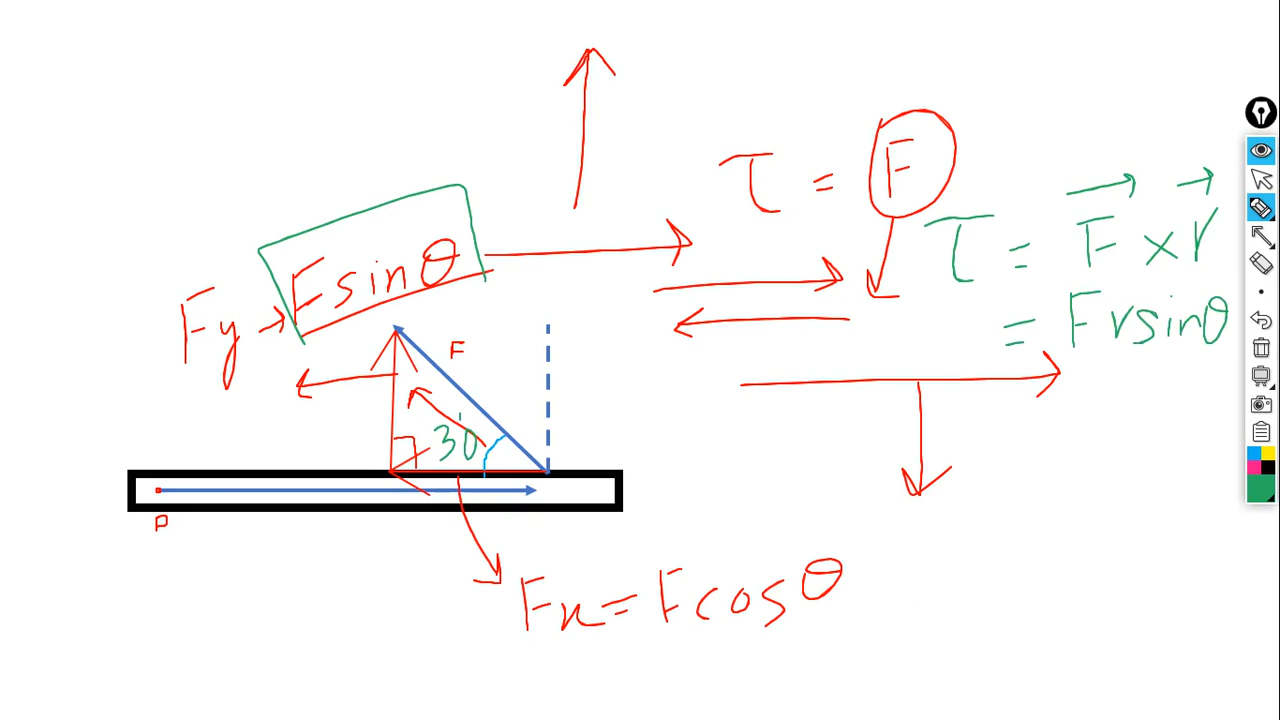 τ = F
τ = F × r
= Frsinθ
Fsinθ
Fy
F
30
P
Fx = Fcosθ